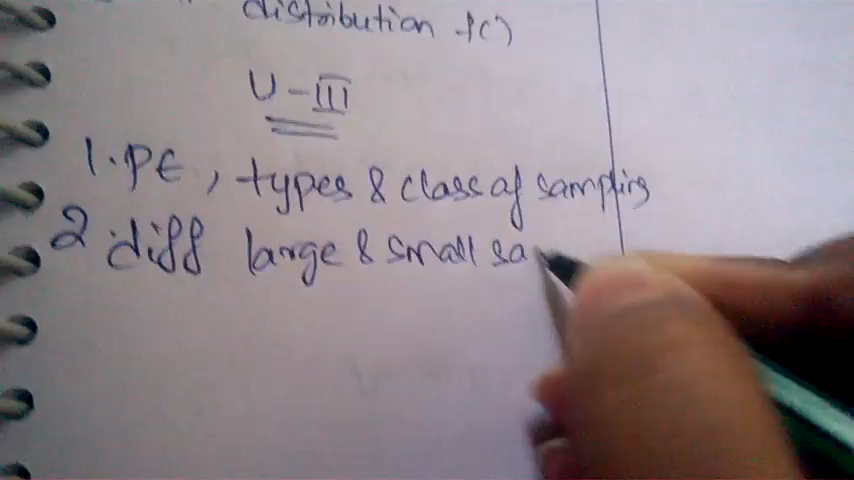 distribution f()
U-III
1. PE, types & class of sampling
2 diff large & small sa